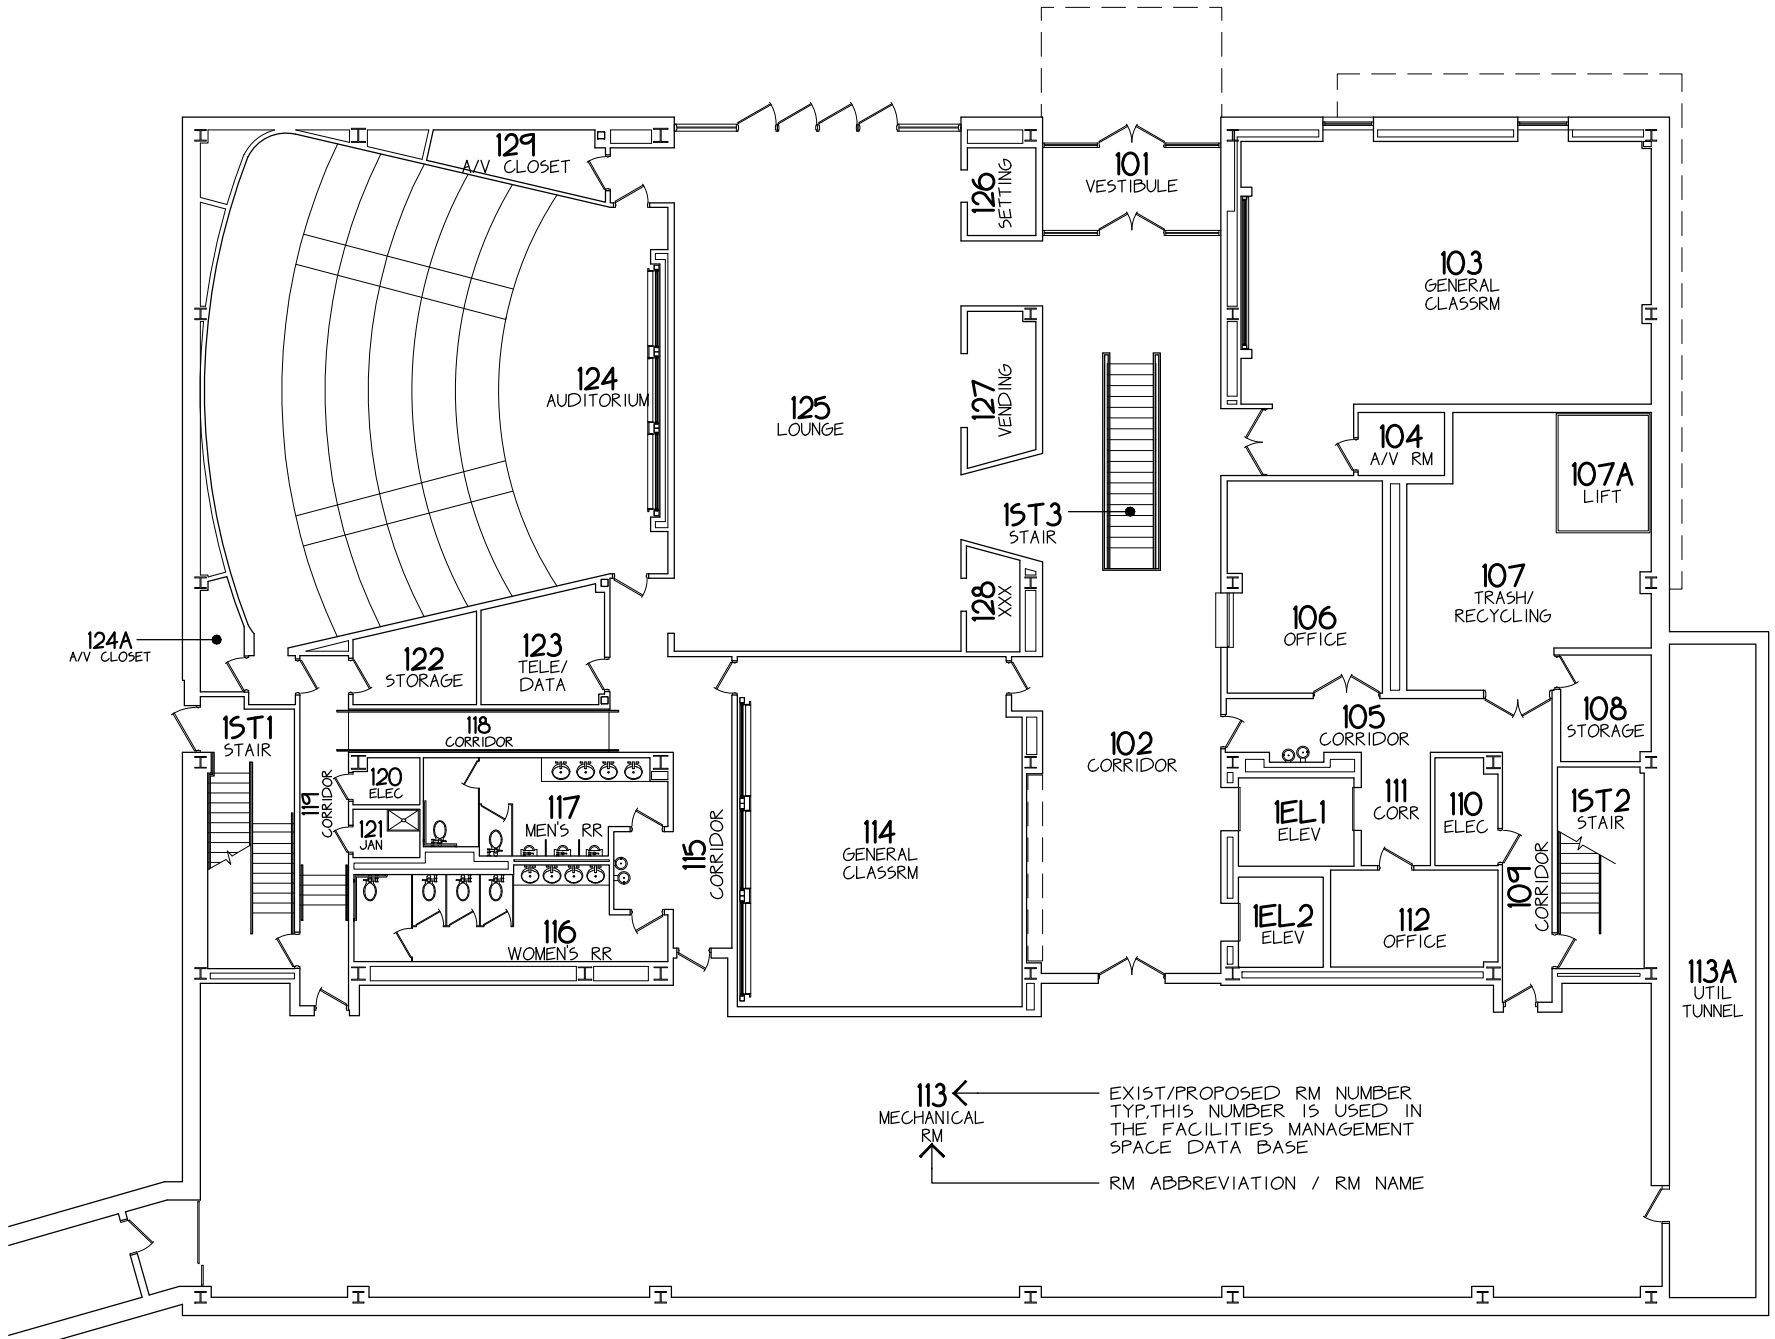 129
A/V CLOSET
126
SETTING
101
VESTIBULE
103
GENERAL
CLASSRM
124
AUDITORIUM
125
LOUNGE
127
VENDING
104
A/V RM
107A
LIFT
1ST3
STAIR
128
XXX
106
OFFICE
107
TRASH/
RECYCLING
124A
A/V CLOSET
122
STORAGE
123
TELE/
DATA
1ST1
STAIR
118
CORRIDOR
105
CORRIDOR
108
STORAGE
102
CORRIDOR
119
CORRIDOR
120
ELEC
121
JAN
117
MEN'S RR
115
CORRIDOR
114
GENERAL
CLASSRM
1EL1
ELEV
111
CORR
110
ELEC
1ST2
STAIR
116
WOMEN'S RR
1EL2
ELEV
112
OFFICE
109
CORRIDOR
113A
UTIL
TUNNEL
113
MECHANICAL
RM
EXIST/PROPOSED RM NUMBER
TYP,THIS NUMBER IS USED IN
THE FACILITIES MANAGEMENT
SPACE DATA BASE
RM ABBREVIATION / RM NAME